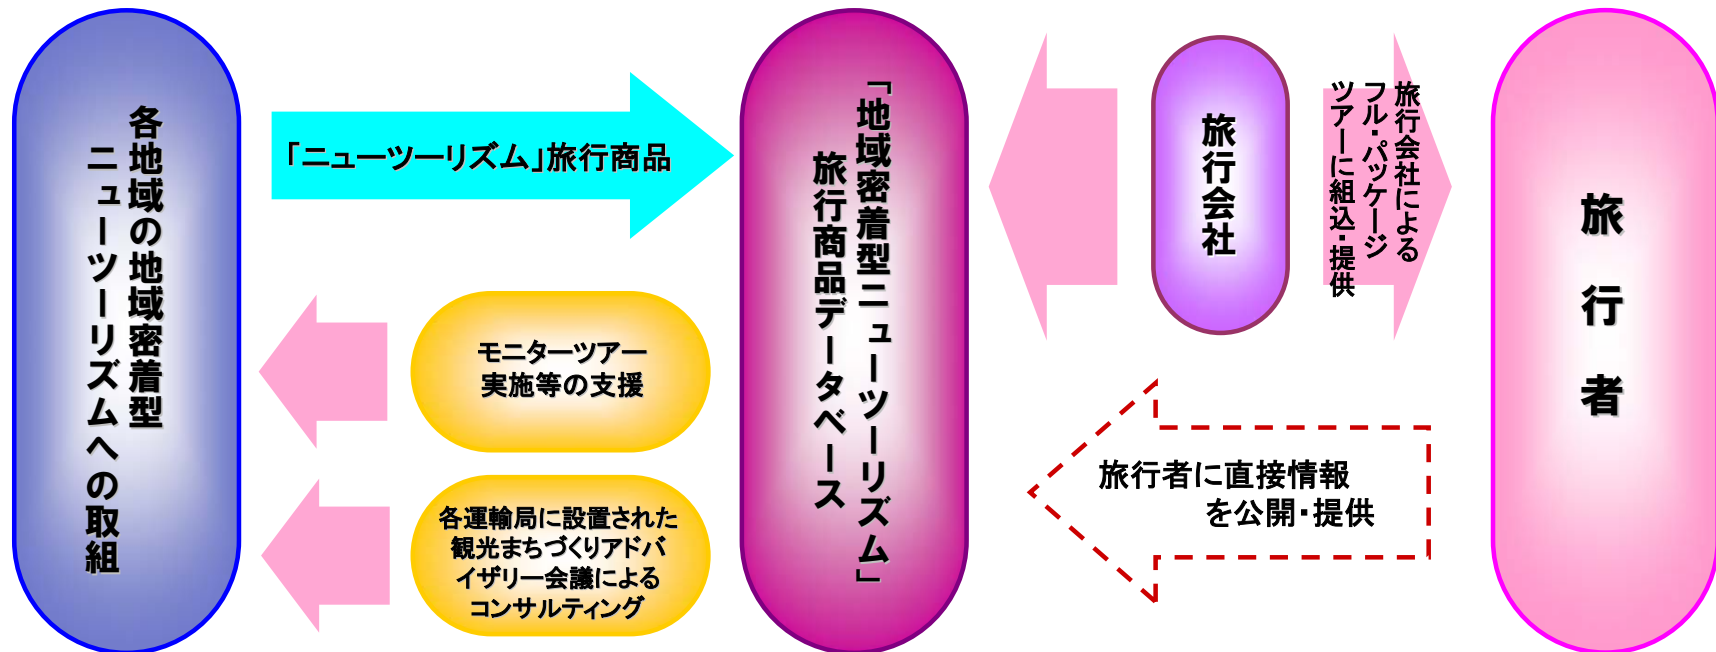 各地域の地域密着型
ニューツーリズムへの取組
「ニューツーリズム」旅行商品
モニターツアー
実施等の支援
各運輸局に設置された
観光まちづくりアドバ
イザリー会議による
コンサルティング
「地域密着型ニューツーリズム」
旅行商品データベース
旅行会社
旅行会社による
フル・パッケージ
ツアーに組込・提供
旅行者に直接情報
を公開・提供
旅行者